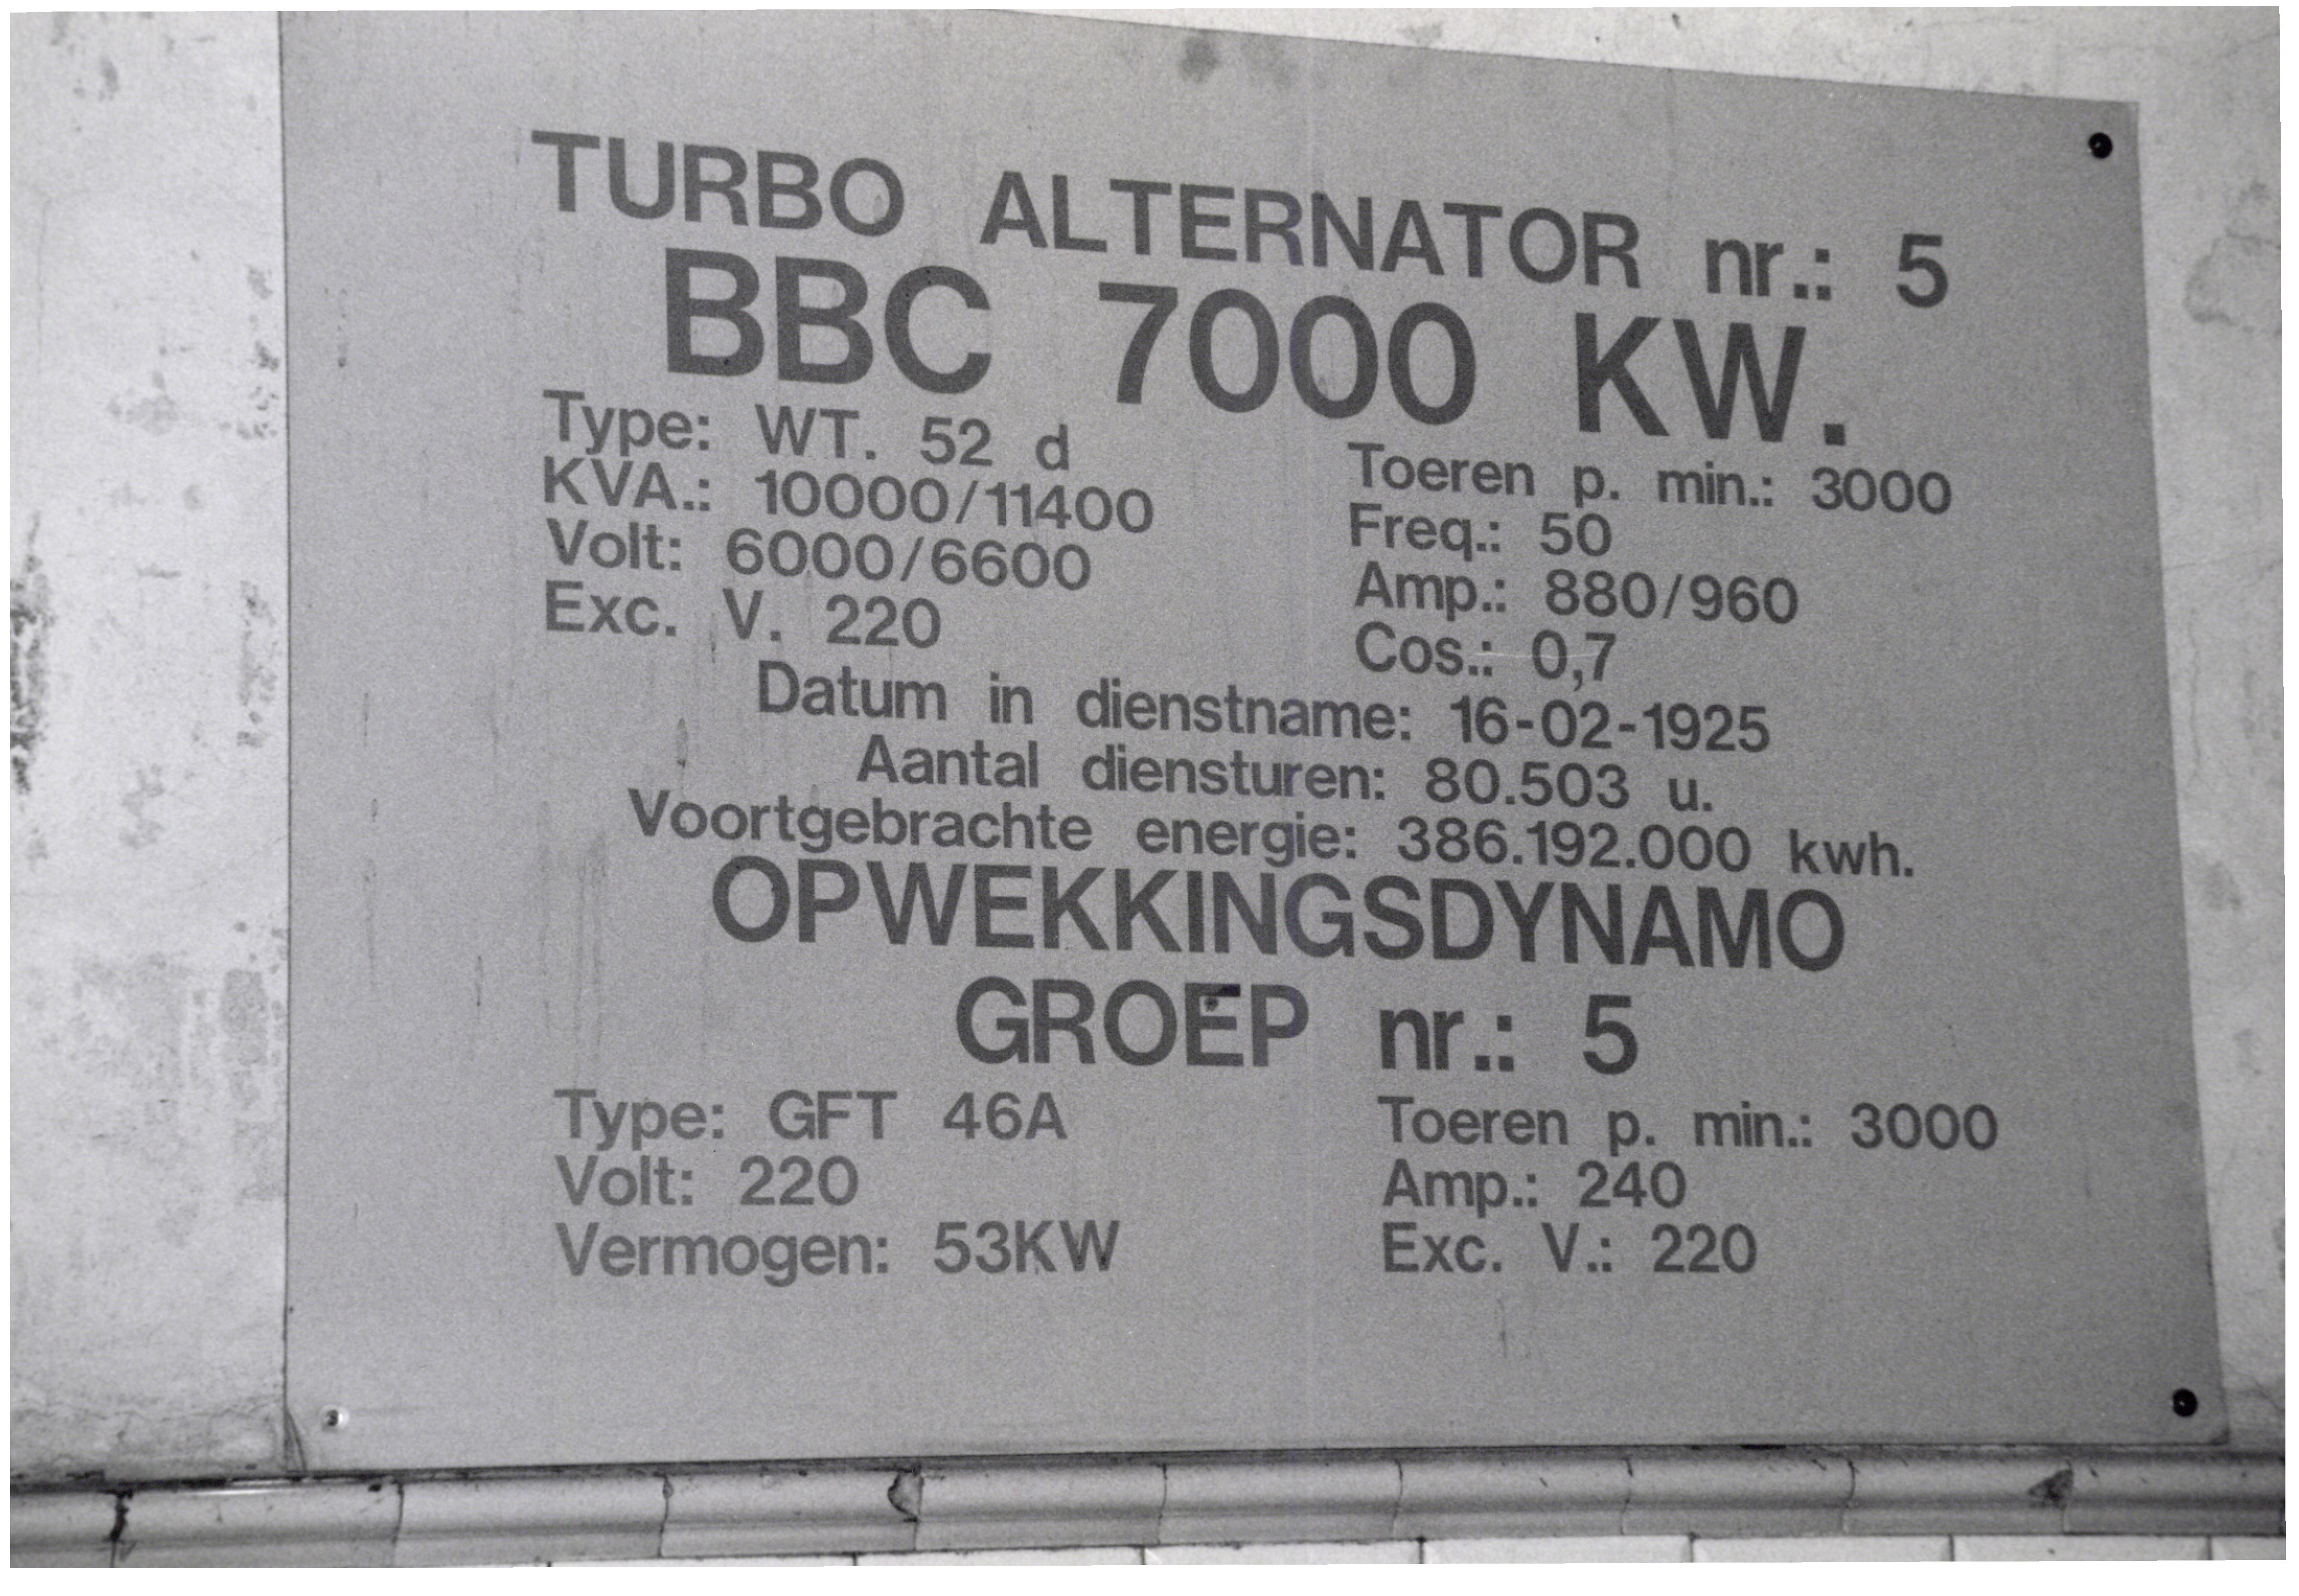 TURBO ALTERNATOR nr.: 5
BBC 7000 KW.
Type: WT. 52 d
KVA.: 10000/11400
Volt: 6000/6600
Exc. V. 220
Toeren p. min.: 3000
Freq.: 50
Amp.: 880/960
Cos.: 0,7
Datum in dienstname: 16-02-1925
Aantal diensturen: 80.503 u.
Voortgebrachte energie: 386.192.000 kwh.
OPWEKKINGSDYNAMO
GROEP nr.: 5
Type: GFT 46A
Volt: 220
Vermogen: 53KW
Toeren p. min.: 3000
Amp.: 240
Exc. V.: 220